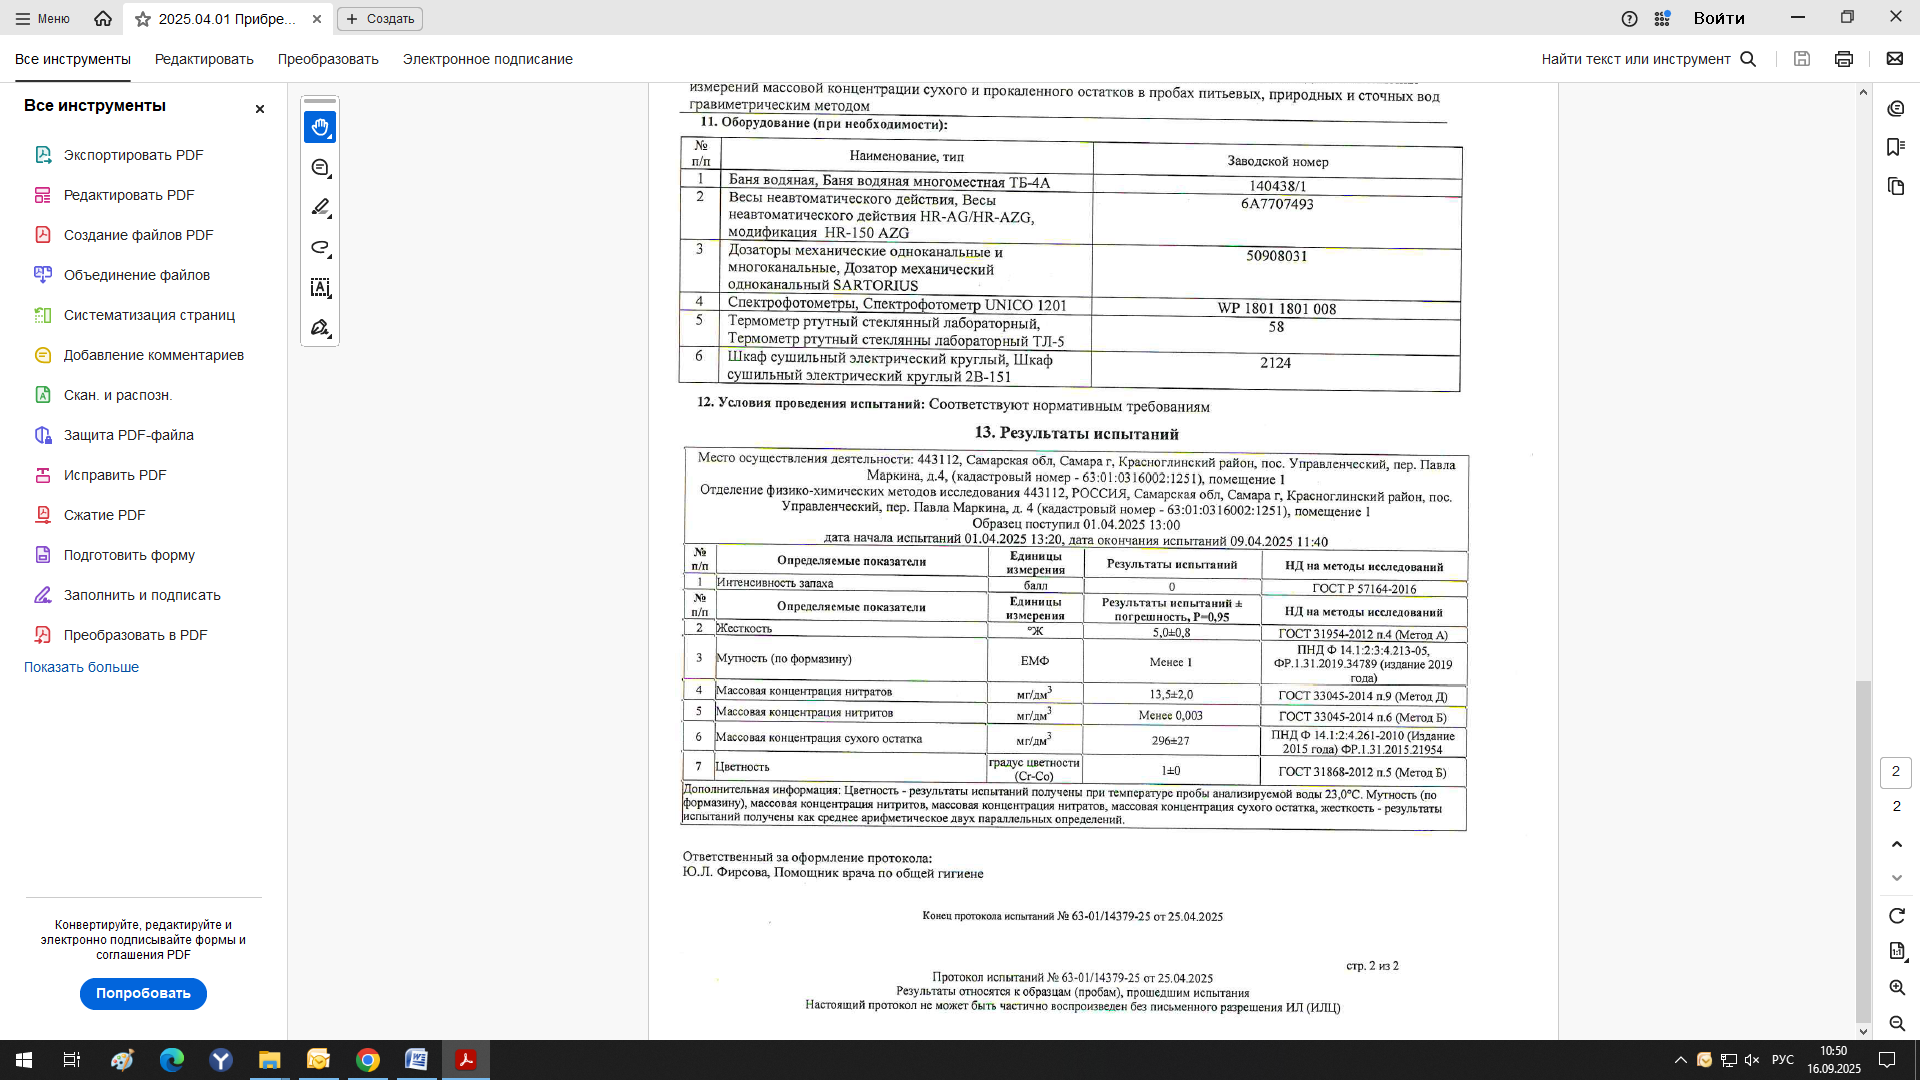 Меню
2025.04.01 Прибре...
Создать
Войти
Все инструменты
Редактировать
Преобразовать
Электронное подписание
Найти текст или инструмент
Все инструменты
Экспортировать PDF
Редактировать PDF
Создание файлов PDF
Объединение файлов
Систематизация страниц
Добавление комментариев
Скан. и распозн.
Защита PDF-файла
Исправить PDF
Сжатие PDF
Подготовить форму
Заполнить и подписать
Преобразовать в PDF
Показать больше
Конвертируйте, редактируйте и
электронно подписывайте формы и
соглашения PDF
Попробовать
измерений массовой концентрации сухого и прокаленного остатков в пробах питьевых, природных и сточных вод
гравиметрическим методом
11. Оборудование (при необходимости):
№ п/п Наименование, тип Заводской номер
1 Баня водяная, Баня водяная многоместная ТБ-4А 140438/1
2 Весы неавтоматического действия, Весы 6А7707493
неавтоматического действия HR-AG/HR-AZG,
модификация HR-150 AZG
3 Дозаторы механические одноканальные и 50908031
многоканальные, Дозатор механический
одноканальный SARTORIUS
4 Спектрофотометры, Спектрофотометр UNICO 1201 WP 1801 1801 008
5 Термометр ртутный стеклянный лабораторный, 58
Термометр ртутный стеклянны лабораторный ТЛ-5
6 Шкаф сушильный электрический круглый, Шкаф 2124
сушильный электрический круглый 2В-151
12. Условия проведения испытаний: Соответствуют нормативным требованиям
13. Результаты испытаний
Место осуществления деятельности: 443112, Самарская обл, Самара г, Красноглинский район, пос. Управленческий, пер. Павла
Маркина, д.4, (кадастровый номер - 63:01:0316002:1251), помещение 1
Отделение физико-химических методов исследования 443112, РОССИЯ, Самарская обл, Самара г, Красноглинский район, пос.
Управленческий, пер. Павла Маркина, д. 4 (кадастровый номер - 63:01:0316002:1251), помещение 1
Образец поступил 01.04.2025 13:00
дата начала испытаний 01.04.2025 13:20, дата окончания испытаний 09.04.2025 11:40
№ п/п Определяемые показатели Единицы измерения Результаты испытаний НД на методы исследований
1 Интенсивность запаха балл 0 ГОСТ Р 57164-2016
№ п/п Определяемые показатели Единицы измерения Результаты испытаний ± погрешность, Р=0,95 НД на методы исследований
2 Жесткость °Ж 5,0±0,8 ГОСТ 31954-2012 п.4 (Метод А)
3 Мутность (по формазину) ЕМФ Менее 1 ПНД Ф 14.1:2:3:4.213-05,
ФР.1.31.2019.34789 (издание 2019
года)
4 Массовая концентрация нитратов мг/дм³ 13,5±2,0 ГОСТ 33045-2014 п.9 (Метод Д)
5 Массовая концентрация нитритов мг/дм³ Менее 0,003 ГОСТ 33045-2014 п.6 (Метод Б)
6 Массовая концентрация сухого остатка мг/дм³ 296±27 ПНД Ф 14.1:2:4.261-2010 (Издание
2015 года) ФР.1.31.2015.21954
7 Цветность градус цветности (Cr-Co) 1±0 ГОСТ 31868-2012 п.5 (Метод Б)
Дополнительная информация: Цветность - результаты испытаний получены при температуре пробы анализируемой воды 23,0°С. Мутность (по
формазину), массовая концентрация нитритов, массовая концентрация нитратов, массовая концентрация сухого остатка, жесткость - результаты
испытаний получены как среднее арифметическое двух параллельных определений.
Ответственный за оформление протокола:
Ю.Л. Фирсова, Помощник врача по общей гигиене
Конец протокола испытаний № 63-01/14379-25 от 25.04.2025
стр. 2 из 2
Протокол испытаний № 63-01/14379-25 от 25.04.2025
Результаты относятся к образцам (пробам), прошедшим испытания
Настоящий протокол не может быть частично воспроизведен без письменного разрешения ИЛ (ИЛЦ)
2
2
РУС
10:50
16.09.2025